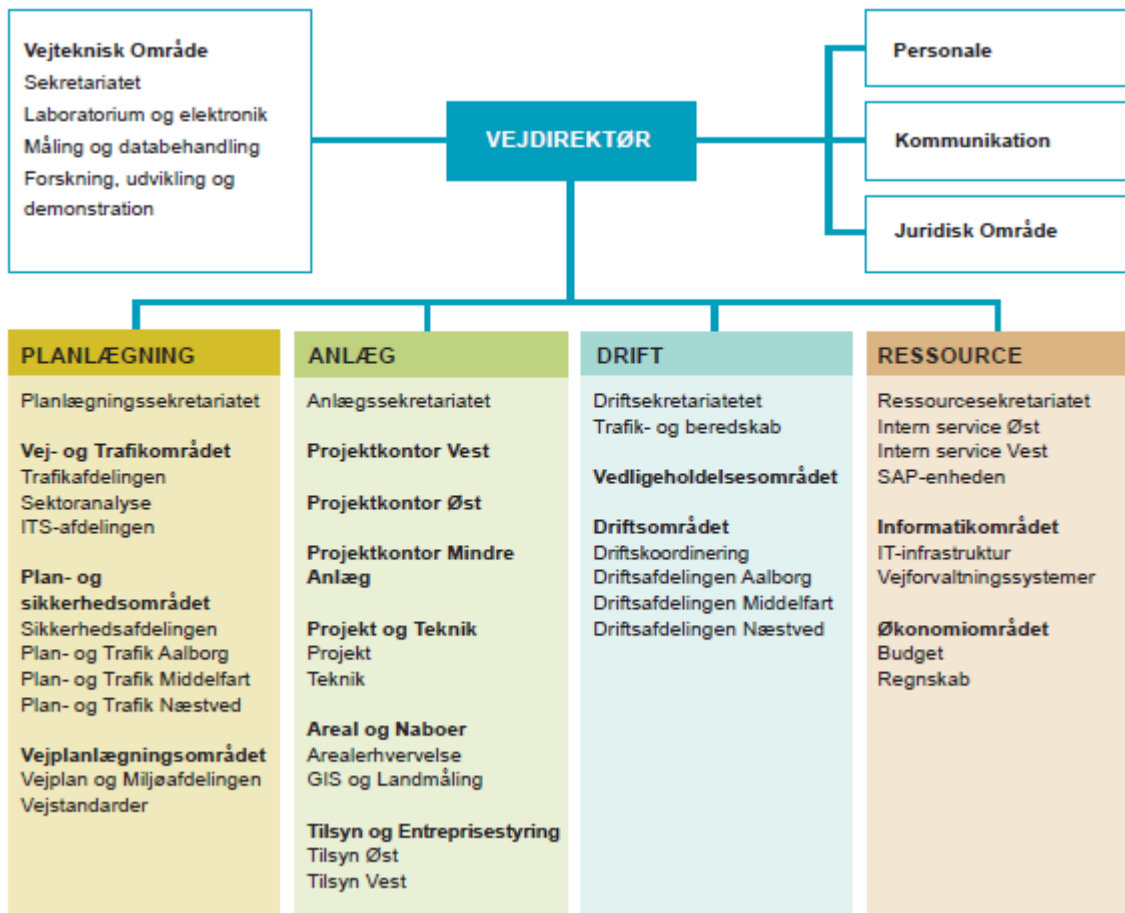 Vejteknisk Område
Sekretariatet
Laboratorium og elektronik
Måling og databehandling
Forskning, udvikling og
demonstration
VEJDIREKTØR
Personale
Kommunikation
Juridisk Område
PLANLÆGNING
Planlægningssekretariatet
Vej- og Trafikområdet
Trafikafdelingen
Sektoranalyse
ITS-afdelingen
Plan- og
sikkerhedsområdet
Sikkerhedsafdelingen
Plan- og Trafik Aalborg
Plan- og Trafik Middelfart
Plan- og Trafik Næstved
Vejplanlægningsområdet
Vejplan og Miljøafdelingen
Vejstandarder
ANLÆG
Anlægssekretariatet
Projektkontor Vest
Projektkontor Øst
Projektkontor Mindre
Anlæg
Projekt og Teknik
Projekt
Teknik
Areal og Naboer
Arealerhvervelse
GIS og Landmåling
Tilsyn og Entreprisestyring
Tilsyn Øst
Tilsyn Vest
DRIFT
Driftsekretariatetet
Trafik- og beredskab
Vedligeholdelsesområdet
Driftsområdet
Driftskoordinering
Driftsafdelingen Aalborg
Driftsafdelingen Middelfart
Driftsafdelingen Næstved
RESSOURCE
Ressourcesekretariatet
Intern service Øst
Intern service Vest
SAP-enheden
Informatikområdet
IT-infrastruktur
Vejforvaltningssystemer
Økonomiområdet
Budget
Regnskab